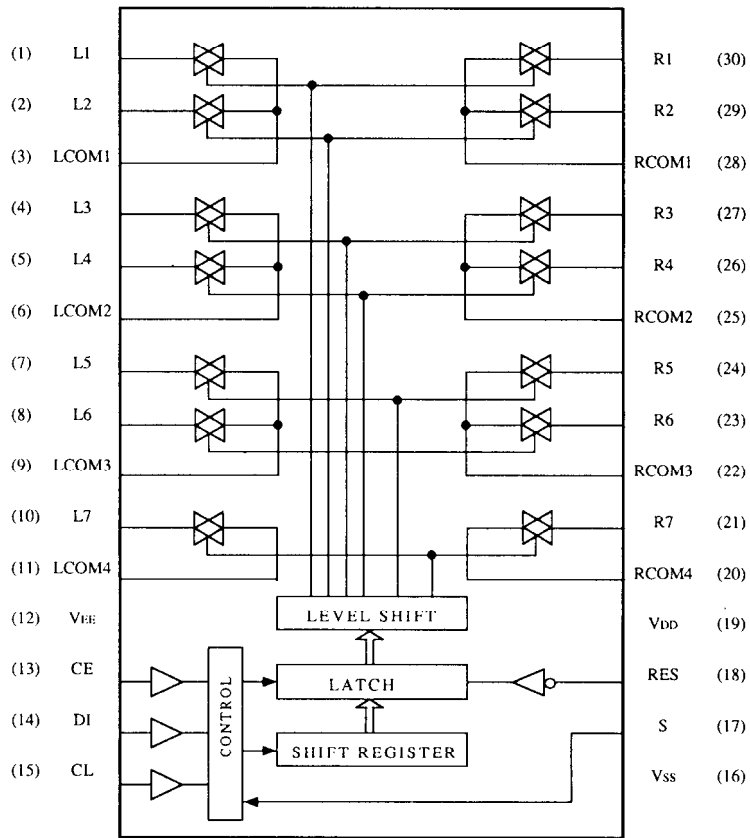 (1) L1 R1 (30)
(2) L2 R2 (29)
(3) LCOM1 RCOM1 (28)
(4) L3 R3 (27)
(5) L4 R4 (26)
(6) LCOM2 RCOM2 (25)
(7) L5 R5 (24)
(8) L6 R6 (23)
(9) LCOM3 RCOM3 (22)
(10) L7 R7 (21)
(11) LCOM4 RCOM4 (20)
(12) VEE LEVEL SHIFT VDD (19)
(13) CE LATCH RES (18)
(14) DI CONTROL SHIFT REGISTER S (17)
(15) CL VSS (16)